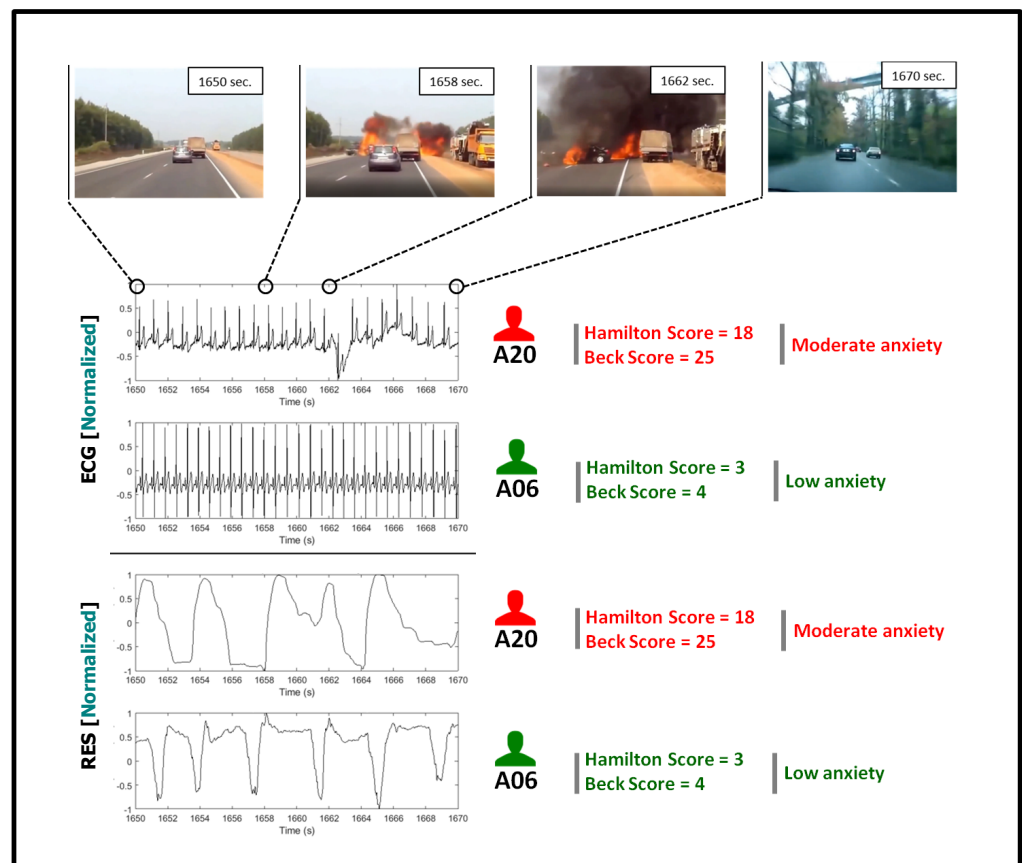 1650 sec.
1658 sec.
1662 sec.
1670 sec.
ECG [Normalized]
0.5
0
-0.5
-1
1650 1652 1654 1656 1658 1660 1662 1664 1666 1668 1670
Time (s)
A20
Hamilton Score = 18
Beck Score = 25
Moderate anxiety
1
0.5
0
-0.5
-1
1650 1652 1654 1656 1658 1660 1662 1664 1666 1668 1670
Time (s)
A06
Hamilton Score = 3
Beck Score = 4
Low anxiety
RES [Normalized]
1
0.5
0
-0.5
-1
1650 1652 1654 1656 1658 1660 1662 1664 1666 1668 1670
Time (s)
A20
Hamilton Score = 18
Beck Score = 25
Moderate anxiety
1
0.5
0
0.5
-1
1650 1652 1654 1656 1658 1660 1662 1664 1666 1668 1670
Time (s)
A06
Hamilton Score = 3
Beck Score = 4
Low anxiety